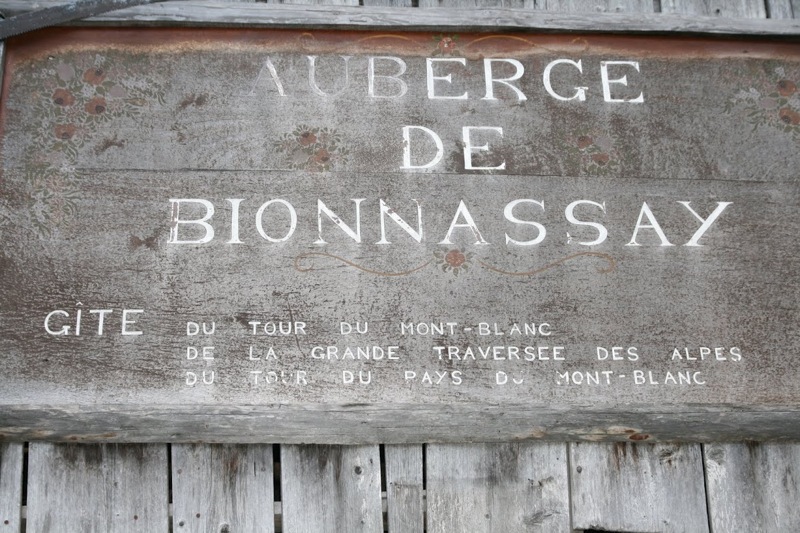 AUBERGE
DE
BIONNASSAY
GÎTE DU TOUR DU MONT-BLANC
DE LA GRANDE TRAVERSEE DES ALPES
DU TOUR DU PAYS DU MONT-BLANC